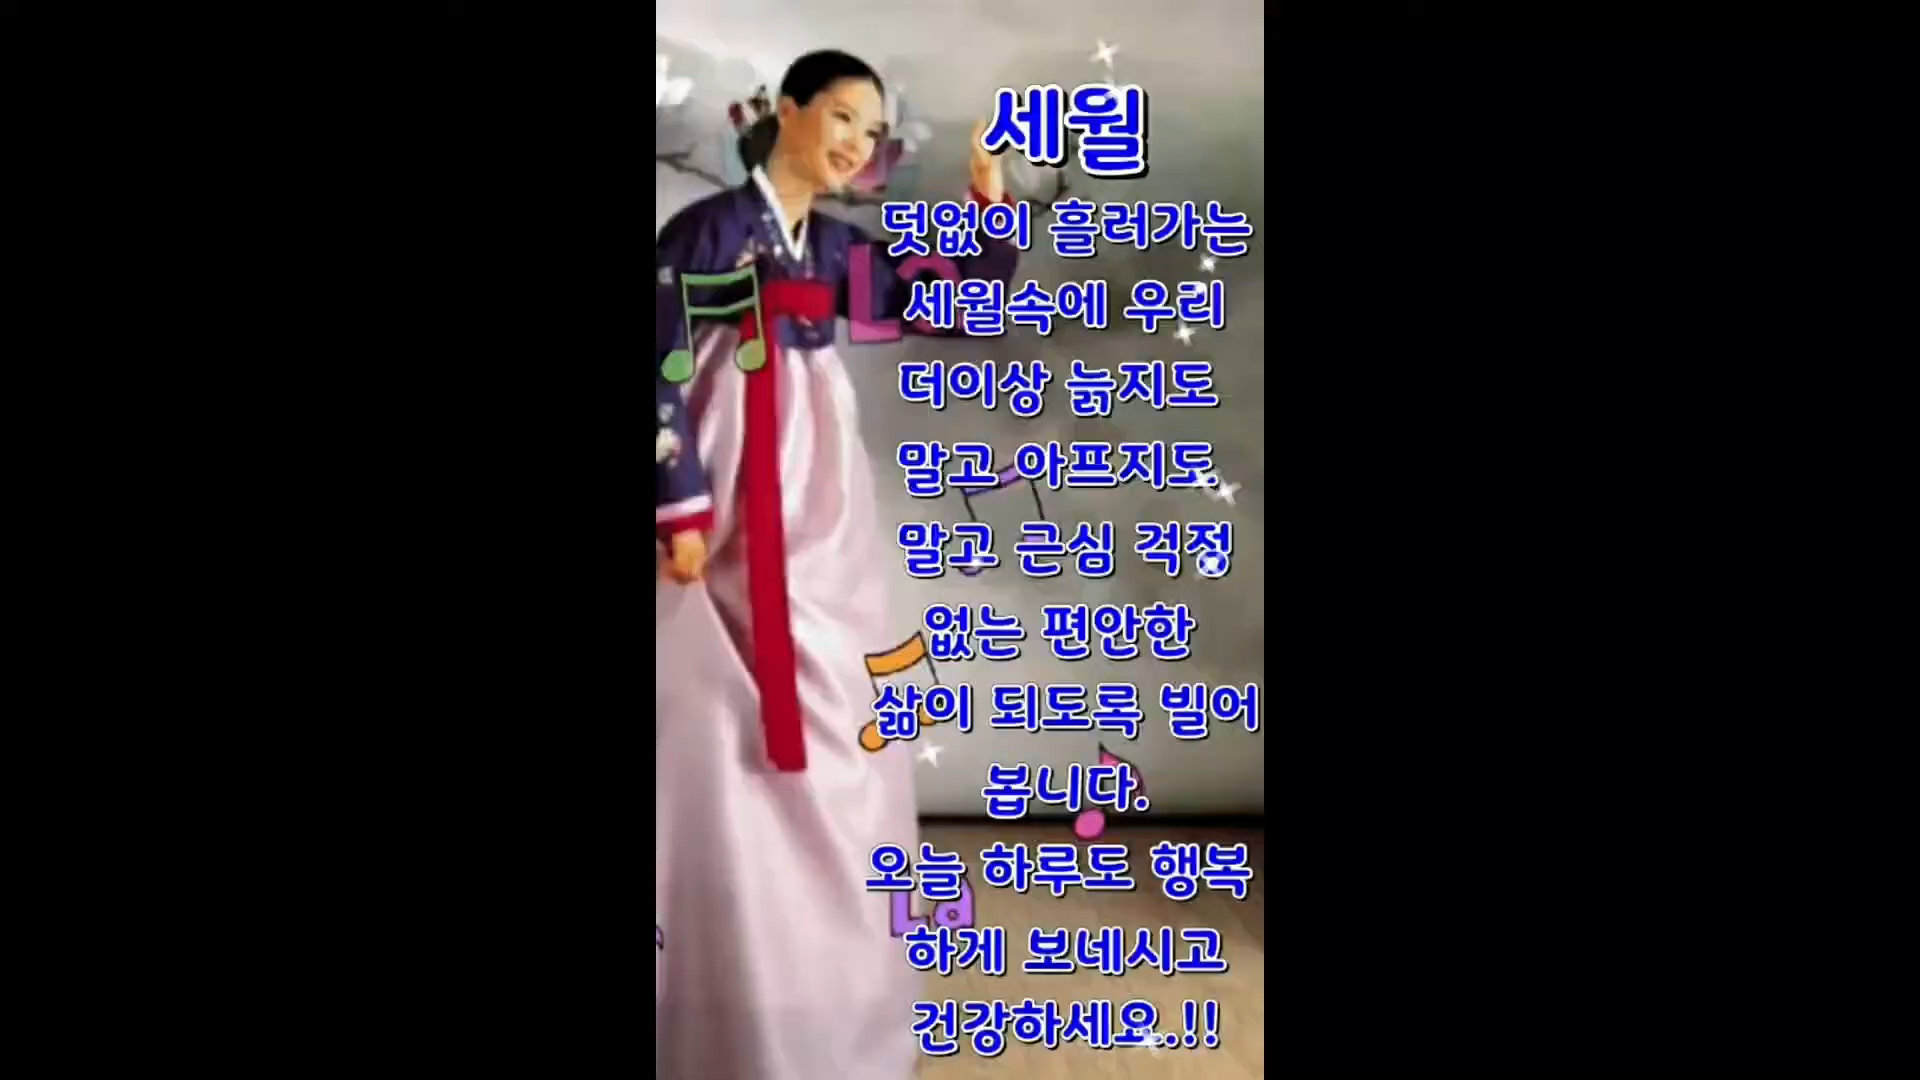 세월
덧없이 흘러가는
세월속에 우리
더이상 늙지도
말고 아프지도
말고 근심 걱정
없는 편안한
삶이 되도록 빌어
봅니다.
오늘 하루도 행복
하게 보네시고
건강하세요.!!
La
La